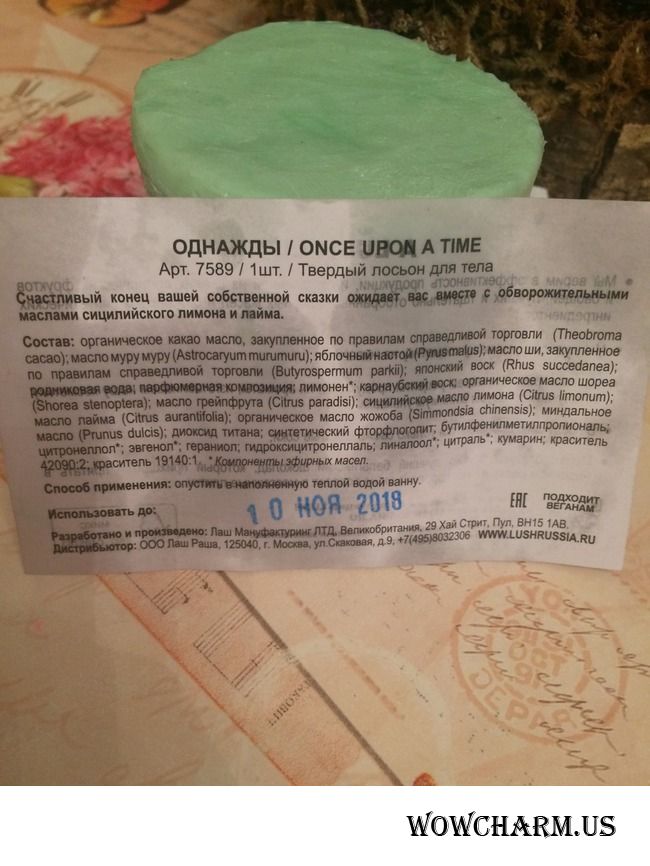 ОДНАЖДЫ / ONCE UPON A TIME
Арт. 7589 / 1шт. / Твердый лосьон для тела
Счастливый конец вашей собственной сказки ожидает вас вместе с обворожительными
маслами сицилийского лимона и лайма.
Состав: органическое какао масло, закупленное по правилам справедливой торговли (Theobroma
cacao); масло муру муру (Astrocaryum murumuru); яблочный настой (Pyrus malus); масло ши, закупленное
по правилам справедливой торговли (Butyrospermum parkii); японский воск (Rhus succedanea);
родниковая вода; парфюмерная композиция; лимонен*; карнаубский воск; органическое масло шореа
(Shorea stenoptera); масло грейпфрута (Citrus paradisi); сицилийское масло лимона (Citrus limonum);
масло лайма (Citrus aurantifolia); органическое масло жожоба (Simmondsia chinensis); миндальное
масло (Prunus dulcis); диоксид титана; синтетический фторфлогопит; бутилфенилметилпропиональ;
цитронеллол*; эвгенол*; гераниол; гидроксицитронеллаль; линалоол*; цитраль*; кумарин; краситель
42090:2; краситель 19140:1. *Компоненты эфирных масел.
Способ применения: опустить в наполненную теплой водой ванну.
Использовать до: 10 НОЯ 2018
EAC ПОДХОДИТ
ВЕГАНАМ
Разработано и произведено: Лаш Мануфактуринг ЛТД, Великобритания, 29 Хай Стрит, Пул, BH15 1AB.
Дистрибьютор: ООО Лаш Раша, 125040, г. Москва, ул.Скаковая, д.9, +7(495)8032306 WWW.LUSHRUSSIA.RU
WOWCHARM.US